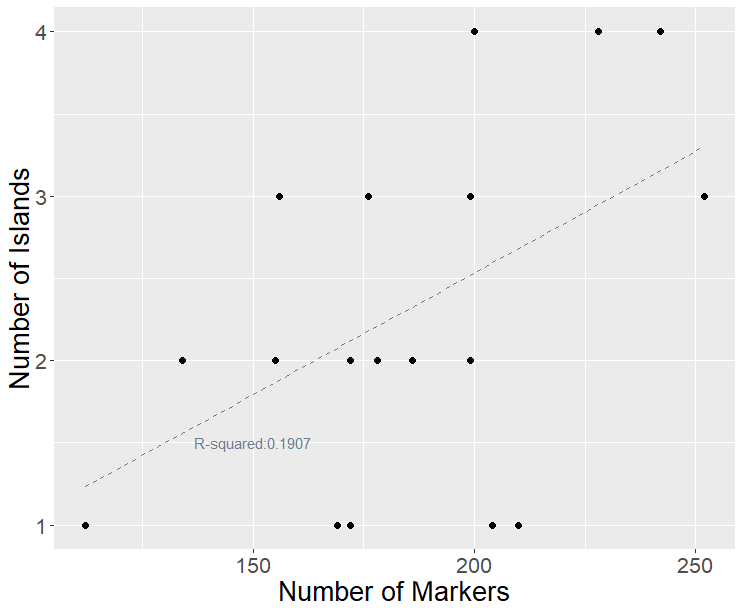 4
3
2
1
Number of Islands
R-squared:0.1907
150 200 250
Number of Markers